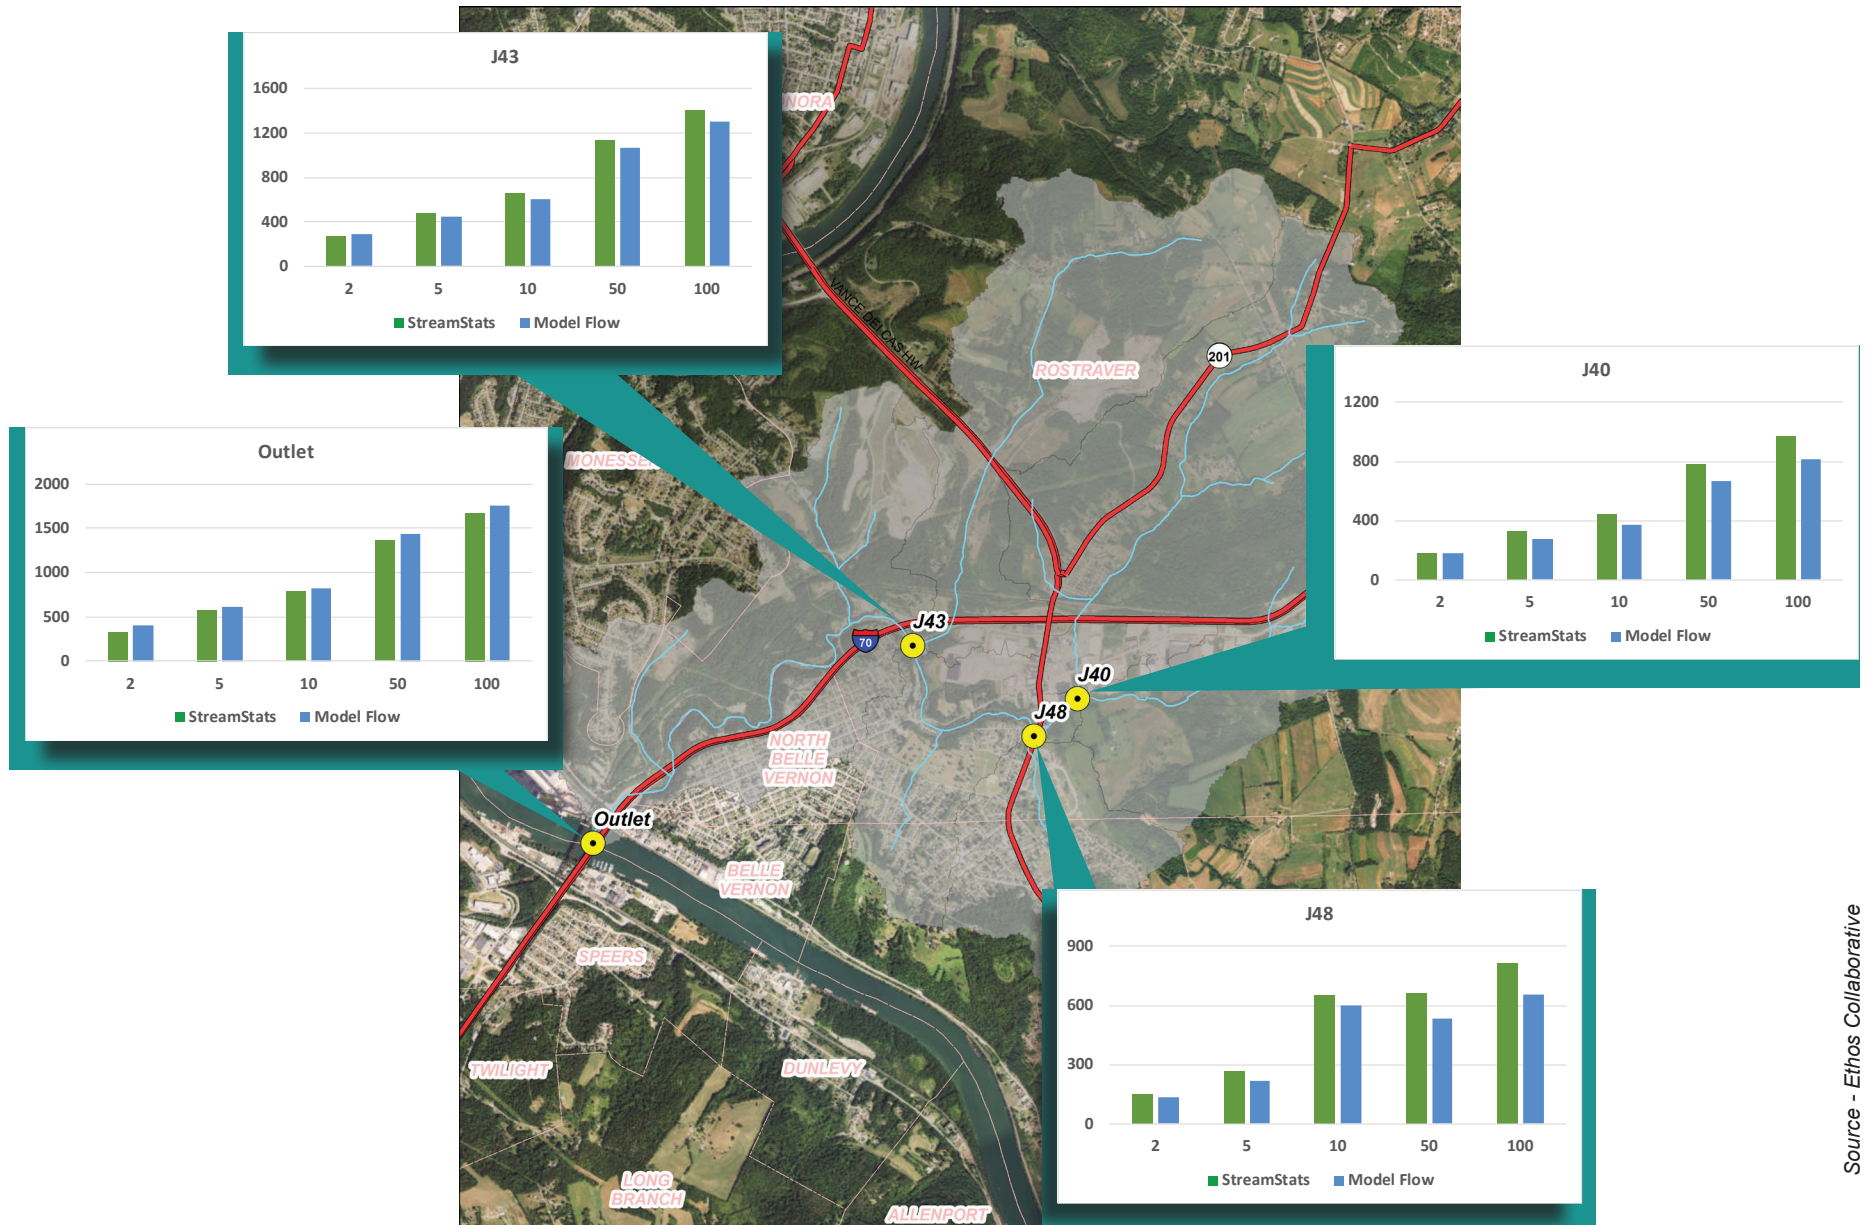 J43
1600
1200
800
400
0
2 5 10 50 100
StreamStats Model Flow
NORA
VANCE DEI CAS HW
201
ROSTRAVER
J40
1200
800
400
0
2 5 10 50 100
StreamStats Model Flow
Outlet
2000
1500
1000
500
0
2 5 10 50 100
StreamStats Model Flow
MONESSE
70
J43
J40
J48
NORTH
BELLE
VERNON
Outlet
BELLE
VERNON
SPEERS
TWILIGHT
DUNLEVY
LONG
BRANCH
ALLENPORT
J48
900
600
300
0
2 5 10 50 100
StreamStats Model Flow
Source - Ethos Collaborative